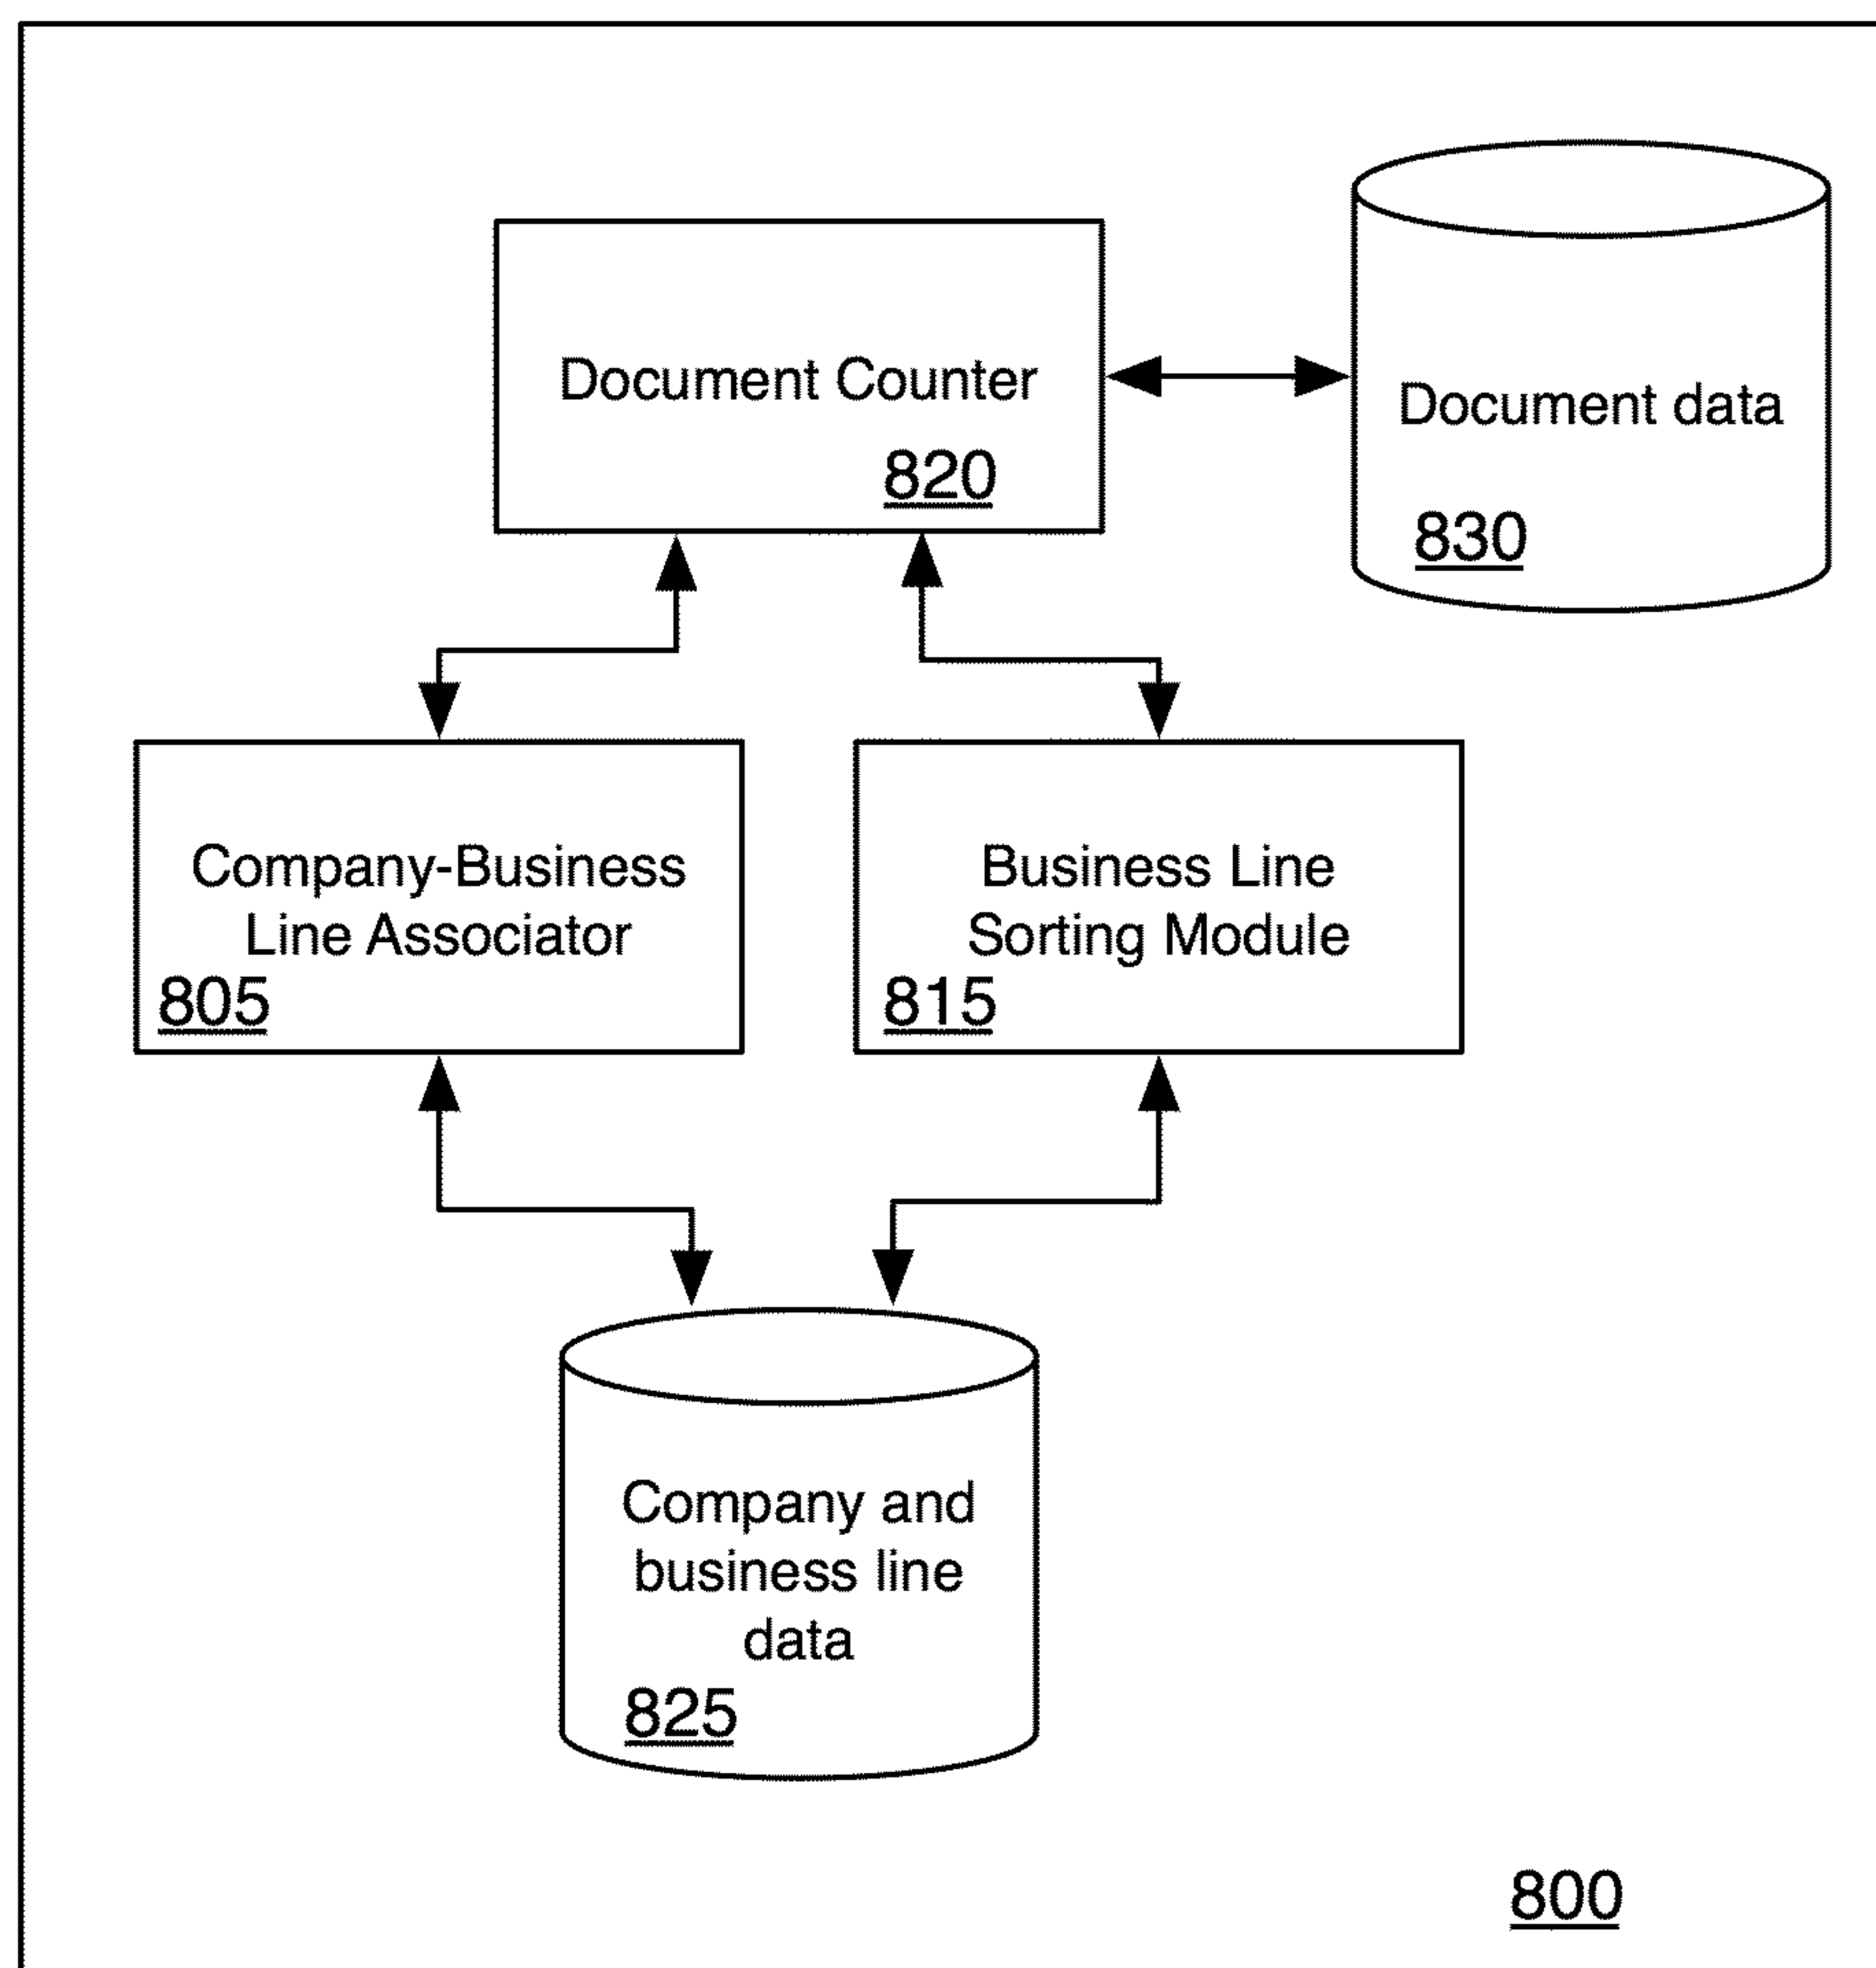 Document Counter
820
Document data
830
Company-Business
Line Associator
805
Business Line
Sorting Module
815
Company and
business line
data
825
800